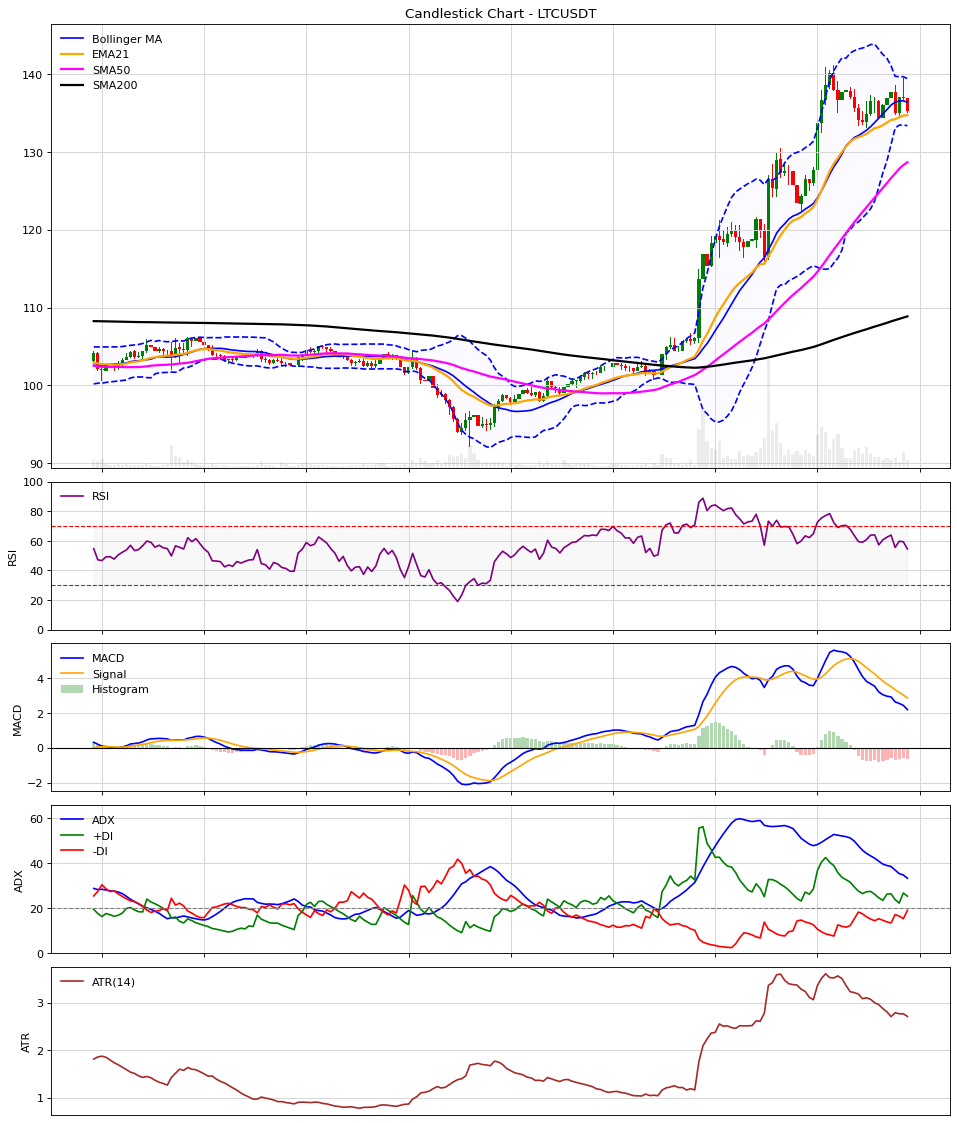 Candlestick Chart - LTCUSDT
Bollinger MA
EMA21
SMA50
SMA200
140
130
120
110
100
90
RSI
100
80
60
40
20
0
RSI
MACD
Signal
Histogram
4
2
0
−2
MACD
ADX
+DI
-DI
60
40
20
0
ADX
ATR(14)
3
2
1
ATR